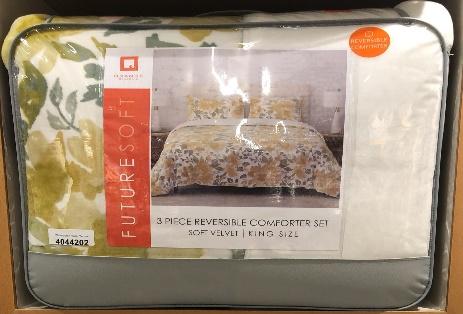 REVERSIBLE
COMFORTER
FUTURESOFT
3 PIECE REVERSIBLE COMFORTER SET
SOFT VELVET | KING SIZE
4044202